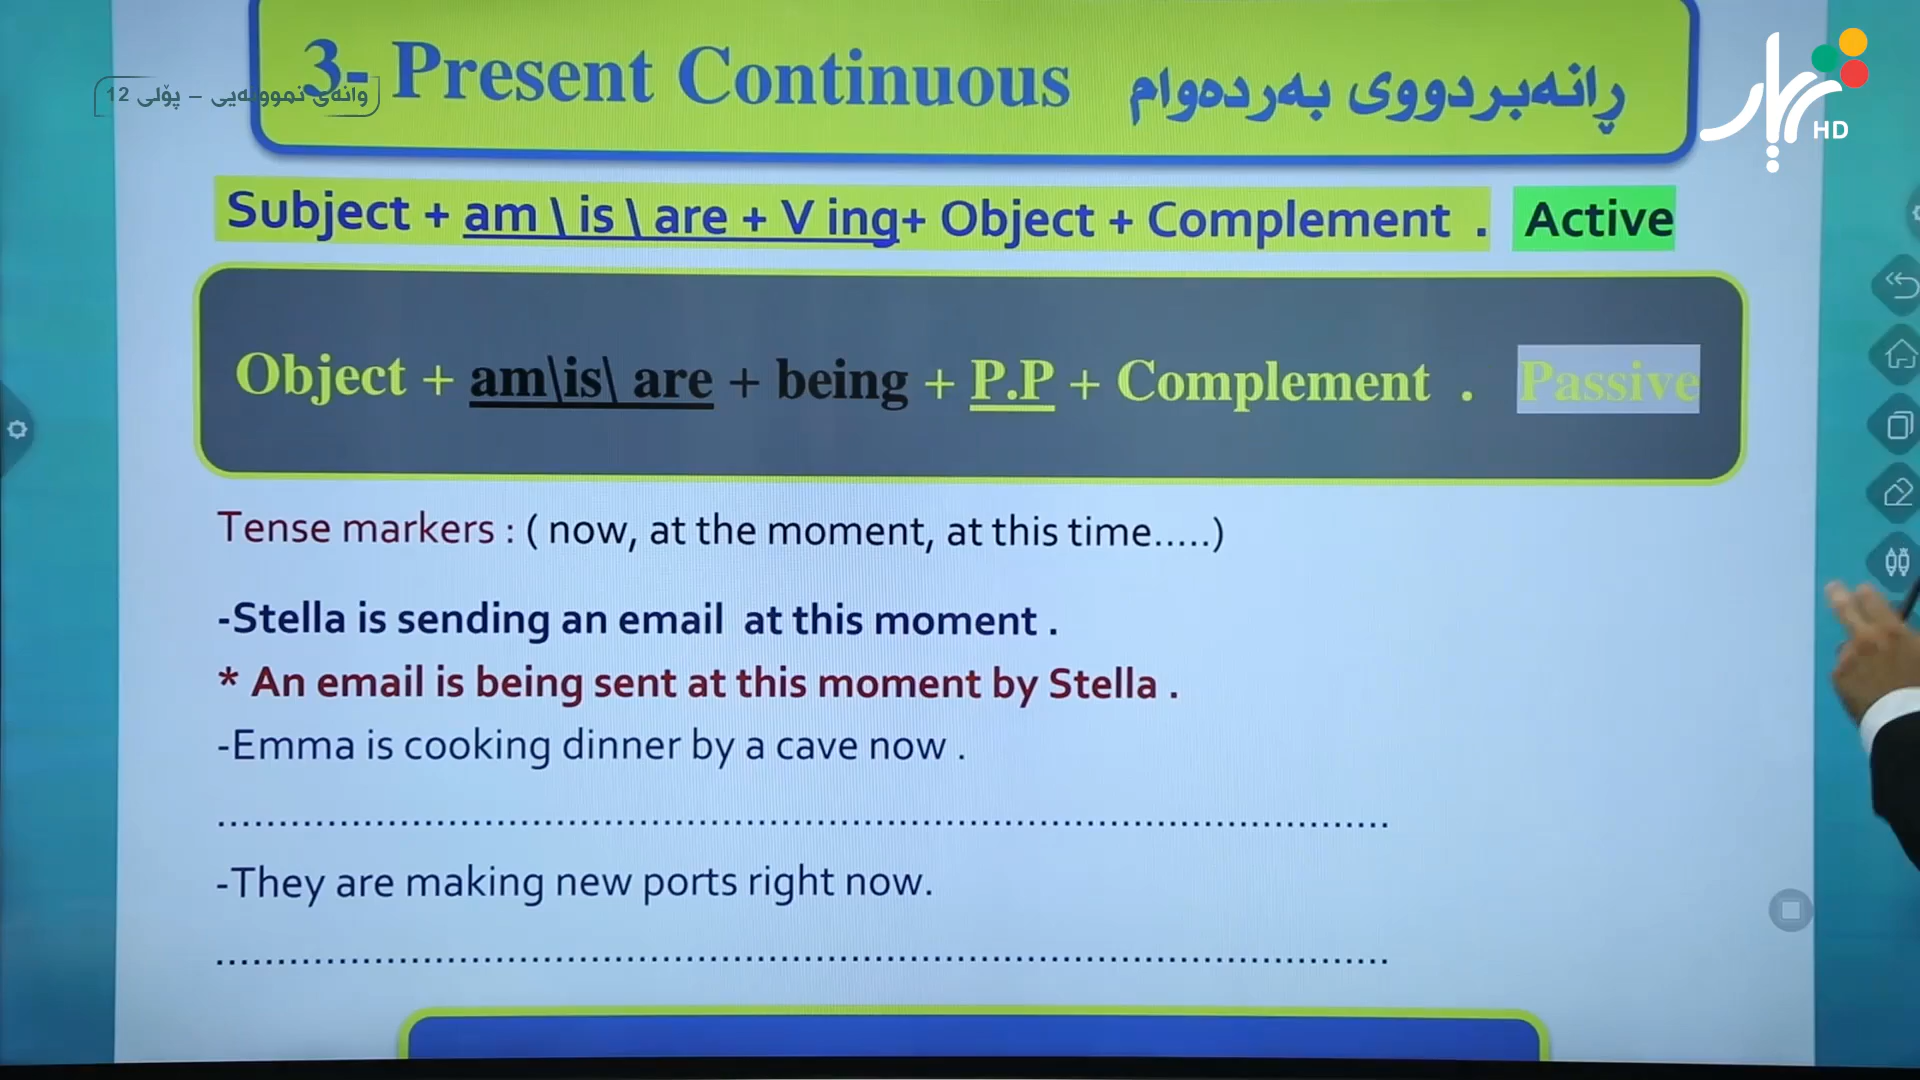 3- Present Continuous ڕانەبردووی بەردەوام
وانەی نموونەیی – پۆلی 12
HD
Subject + am \ is \ are + V ing+ Object + Complement . Active
Object + am\is\ are + being + P.P + Complement . Passive
Tense markers : ( now, at the moment, at this time.....)
-Stella is sending an email at this moment .
* An email is being sent at this moment by Stella .
-Emma is cooking dinner by a cave now .
-They are making new ports right now.